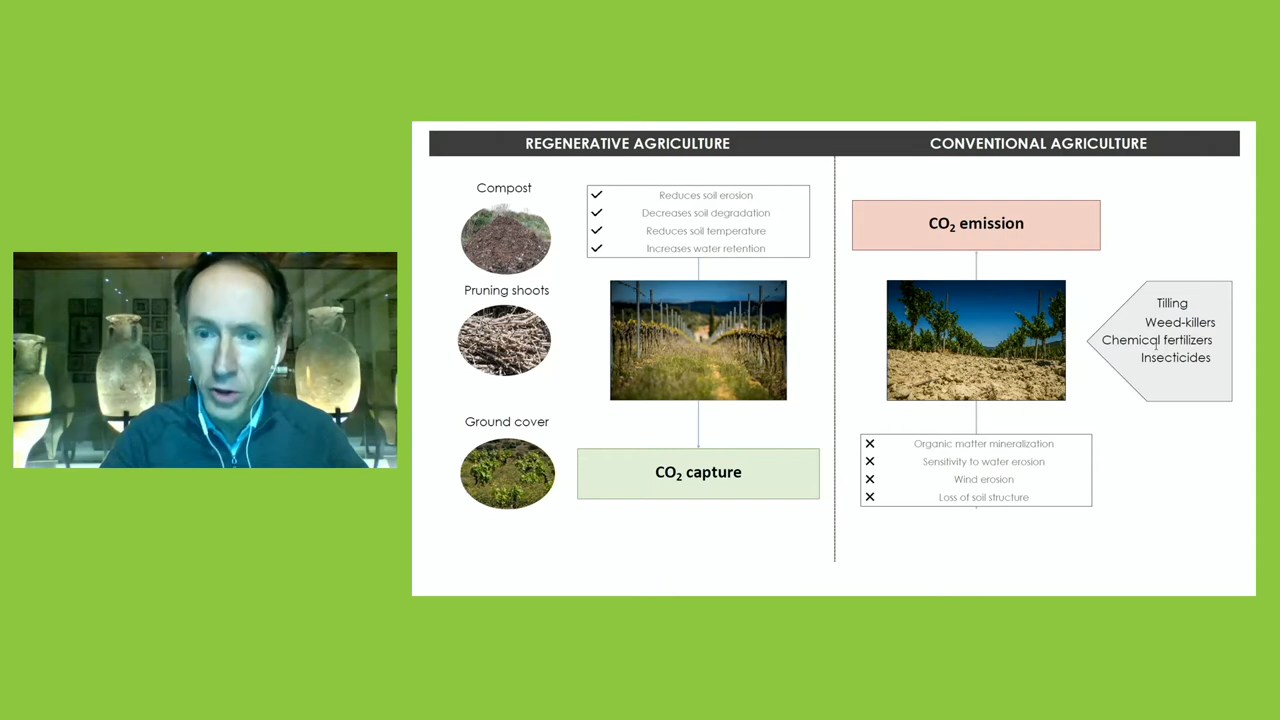 REGENERATIVE AGRICULTURE
CONVENTIONAL AGRICULTURE
Compost
Reduces soil erosion
Decreases soil degradation
Reduces soil temperature
Increases water retention
Pruning shoots
Ground cover
CO₂ capture
CO₂ emission
Tilling
Weed-killers
Chemical fertilizers
Insecticides
Organic matter mineralization
Sensitivity to water erosion
Wind erosion
Loss of soil structure